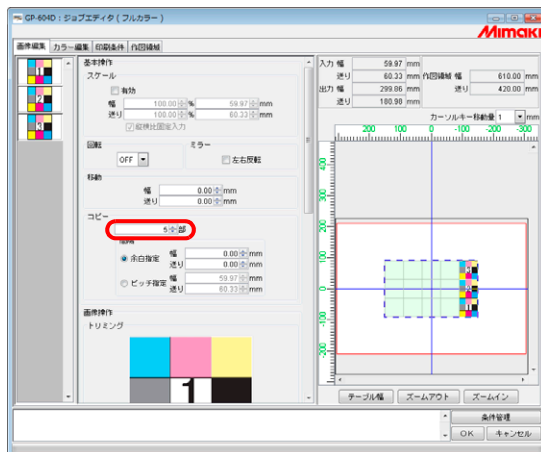 GP-604D : ジョブエディタ ( フルカラー )
Mimaki
画像編集 カラー編集 印刷条件 作図領域
1
2
3
基本操作
スケール
有効
幅 100.00 % 59.97 mm
送り 100.00 % 60.33 mm
縦横比固定入力
回転 ミラー
OFF 左右反転
移動
幅 0.00 mm
送り 0.00 mm
コピー
5 部
間隔
余白指定 幅 0.00 mm
送り 0.00 mm
ピッチ指定 幅 59.97 mm
送り 60.33 mm
画像操作
トリミング
1
入力 幅 59.97 mm
送り 60.33 mm 作図領域 幅 610.00 mm
出力 幅 299.86 mm 送り 420.00 mm
送り 180.98 mm
カーソルキー移動量 1 mm
200 100 0 -100 -200 -300
テーブル幅 ズームアウト ズームイン
条件管理
OK キャンセル